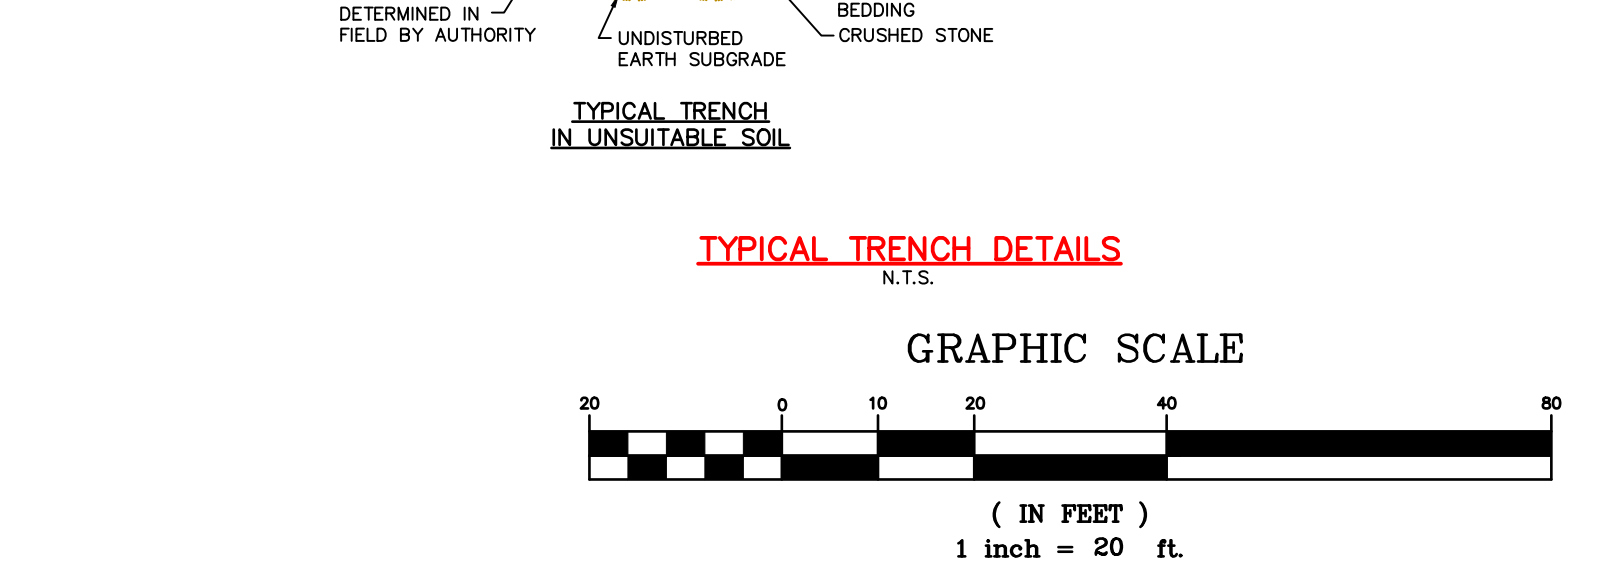 DETERMINED IN
FIELD BY AUTHORITY
UNDISTURBED
EARTH SUBGRADE
BEDDING
CRUSHED STONE
TYPICAL TRENCH
IN UNSUITABLE SOIL
TYPICAL TRENCH DETAILS
N.T.S.
GRAPHIC SCALE
20 0 10 20 40 80
( IN FEET )
1 inch = 20 ft.